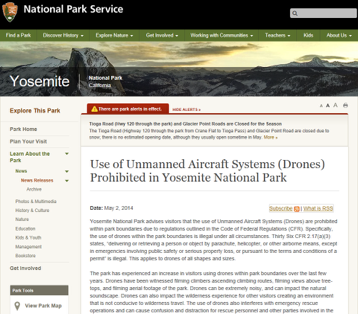 National Park Service
Find a Park
Discover History
Explore Nature
Get Involved
Working with Communities
Teachers
Kids
About Us
Yosemite
National Park
California
Explore This Park
There are park alerts in effect.
HIDE ALERTS
A A A
Tioga Road (Hwy 120 through the park) and Glacier Point Roads are Closed for the Season
The Tioga Road (Highway 120 through the park from Crane Flat to Tioga Pass) and Glacier Point Road are closed due to
snow; there is no estimated opening date, although they usually open sometime in May. More »
Park Home
Plan Your Visit
Learn About the
Park
News
News Releases
Archive
Photos & Multimedia
History & Culture
Nature
Education
Kids & Youth
Management
Bookstore
Get Involved
Park Tools
View Park Map
Use of Unmanned Aircraft Systems (Drones)
Prohibited in Yosemite National Park
Subscribe | What is RSS
Date: May 2, 2014
Yosemite National Park advises visitors that the use of Unmanned Aircraft Systems (Drones) are prohibited
within park boundaries due to regulations outlined in the Code of Federal Regulations (CFR). Specifically,
the use of drones within the park boundaries is illegal under all circumstances. Thirty Six CFR 2.17(a)(3)
states, "delivering or retrieving a person or object by parachute, helicopter, or other airborne means, except
in emergencies involving public safety or serious property loss, or pursuant to the terms and conditions of a
permit" is illegal. This applies to drones of all shapes and sizes.
The park has experienced an increase in visitors using drones within park boundaries over the last few
years. Drones have been witnessed filming climbers ascending climbing routes, filming views above tree-
tops, and filming aerial footage of the park. Drones can be extremely noisy, and can impact the natural
soundscape. Drones can also impact the wilderness experience for other visitors creating an environment
that is not conducive to wilderness travel. The use of drones also interferes with emergency rescue
operations and can cause confusion and distraction for rescue personnel and other parties involved in the